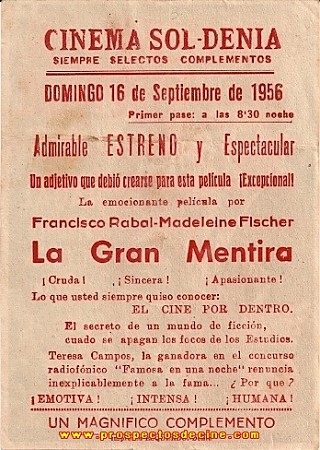 CINEMA SOL-DENIA
SIEMPRE SELECTOS COMPLEMENTOS
DOMINGO 16 de Septiembre de 1956
Primer pase: a las 8'30 noche
Admirable ESTRENO y Espectacular
Un adjetivo que debió crearse para esta película ¡Excepcional!
La emocionante película por
Francisco Rabal-Madeleine Fischer
La Gran Mentira
¡Cruda! ¡Sincera! ¡Apasionante!
Lo que usted siempre quiso conocer:
EL CINE POR DENTRO.
El secreto de un mundo de ficción,
cuado se apagan los focos de los Estudios.
Teresa Campos, la ganadora en el concurso
radiofónico "Famosa en una noche" renuncia
inexplicablemente a la fama... ¿Por que?
¡EMOTIVA! ¡INTENSA! ¡HUMANA!
UN MAGNIFICO COMPLEMENTO
www.prospectosdecine.com